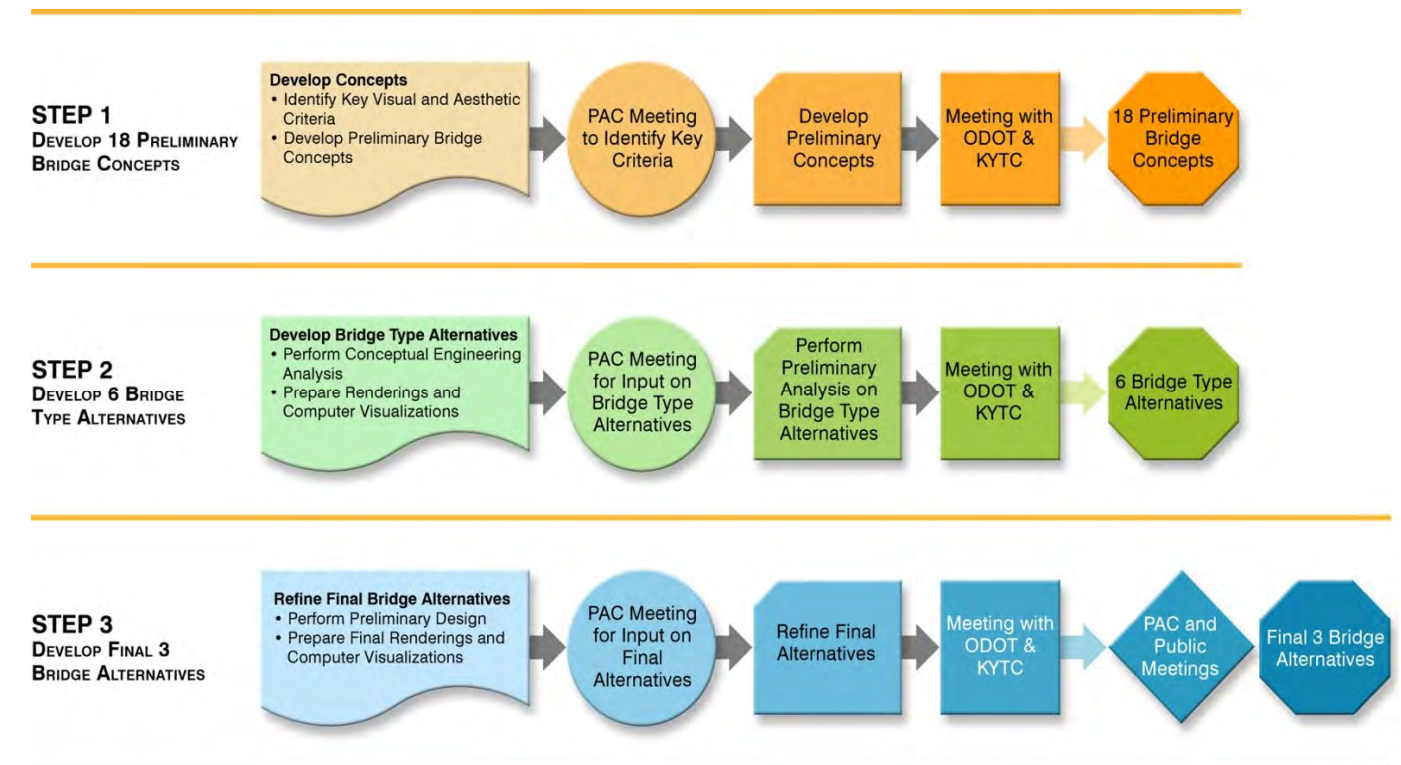 STEP 1
DEVELOP 18 PRELIMINARY
BRIDGE CONCEPTS
Develop Concepts
• Identify Key Visual and Aesthetic
Criteria
• Develop Preliminary Bridge
Concepts
PAC Meeting
to Identify Key
Criteria
Develop
Preliminary
Concepts
Meeting with
ODOT &
KYTC
18 Preliminary
Bridge
Concepts
STEP 2
DEVELOP 6 BRIDGE
TYPE ALTERNATIVES
Develop Bridge Type Alternatives
• Perform Conceptual Engineering
Analysis
• Prepare Renderings and
Computer Visualizations
PAC Meeting
for Input on
Bridge Type
Alternatives
Perform
Preliminary
Analysis on
Bridge Type
Alternatives
Meeting with
ODOT &
KYTC
6 Bridge Type
Alternatives
STEP 3
DEVELOP FINAL 3
BRIDGE ALTERNATIVES
Refine Final Bridge Alternatives
• Perform Preliminary Design
• Prepare Final Renderings and
Computer Visualizations
PAC Meeting
for Input on
Final
Alternatives
Refine Final
Alternatives
Meeting with
ODOT &
KYTC
PAC and
Public
Meetings
Final 3 Bridge
Alternatives